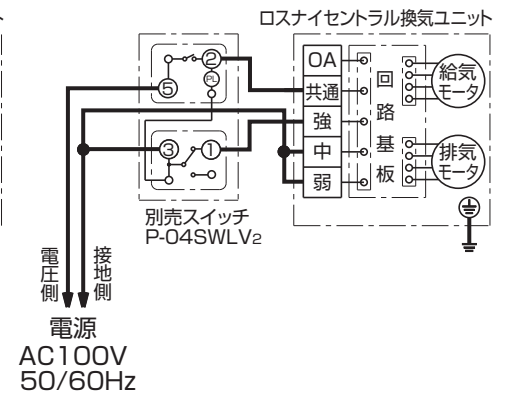 ロスナイセントラル換気ユニット
②
PL
⑤
③
①
別売スイッチ
P-04SWLV2
OA
共通
強
中
弱
回路基板
給気
モータ
排気
モータ
電圧側
接地側
電源
AC100V
50/60Hz